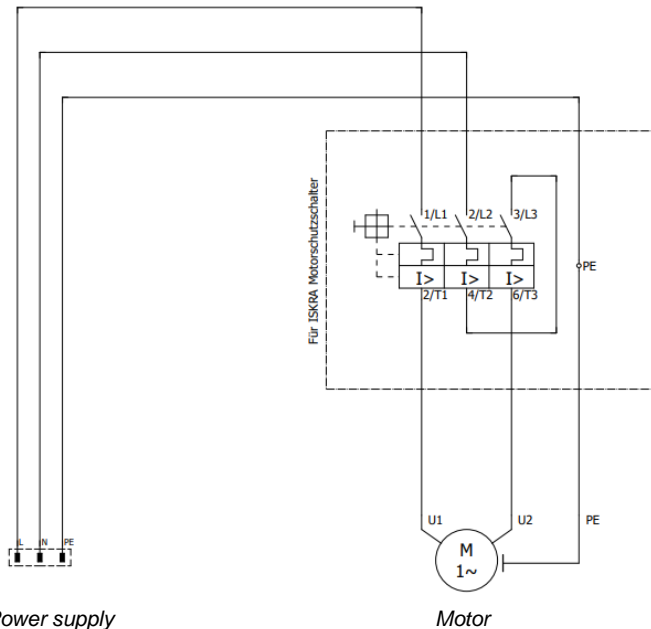 1/L1
2/L2
3/L3
Für ISKRA Motorschutzschalter
PE
I>
I>
I>
2/T1
4/T2
6/T3
U1
U2
PE
M
1~
L
N
PE
Power supply
Motor